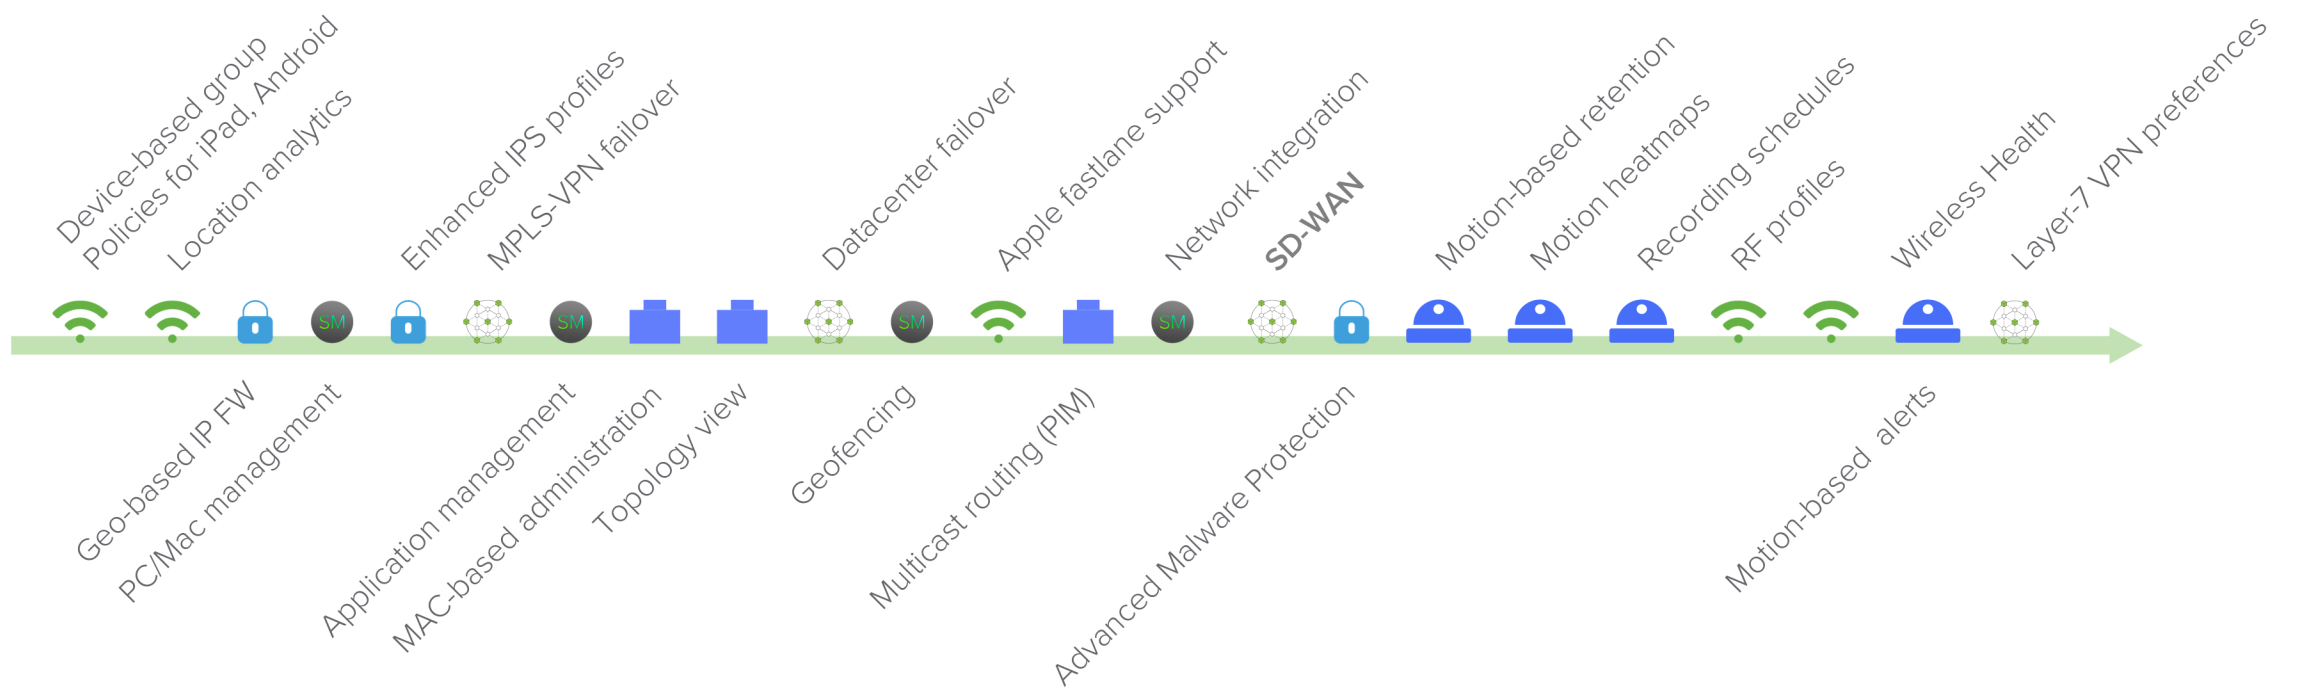 Device-based group
Policies for iPad, Android
Location analytics
Enhanced IPS profiles
MPLS-VPN failover
Datacenter failover
Apple fastlane support
Network integration
SD-WAN
Motion-based retention
Motion heatmaps
Recording schedules
RF profiles
Wireless Health
Layer-7 VPN preferences
SM
SM
SM
SM
Geo-based IP FW
PC/Mac management
Application management
MAC-based administration
Topology view
Geofencing
Multicast routing (PIM)
Advanced Malware Protection
Motion-based  alerts